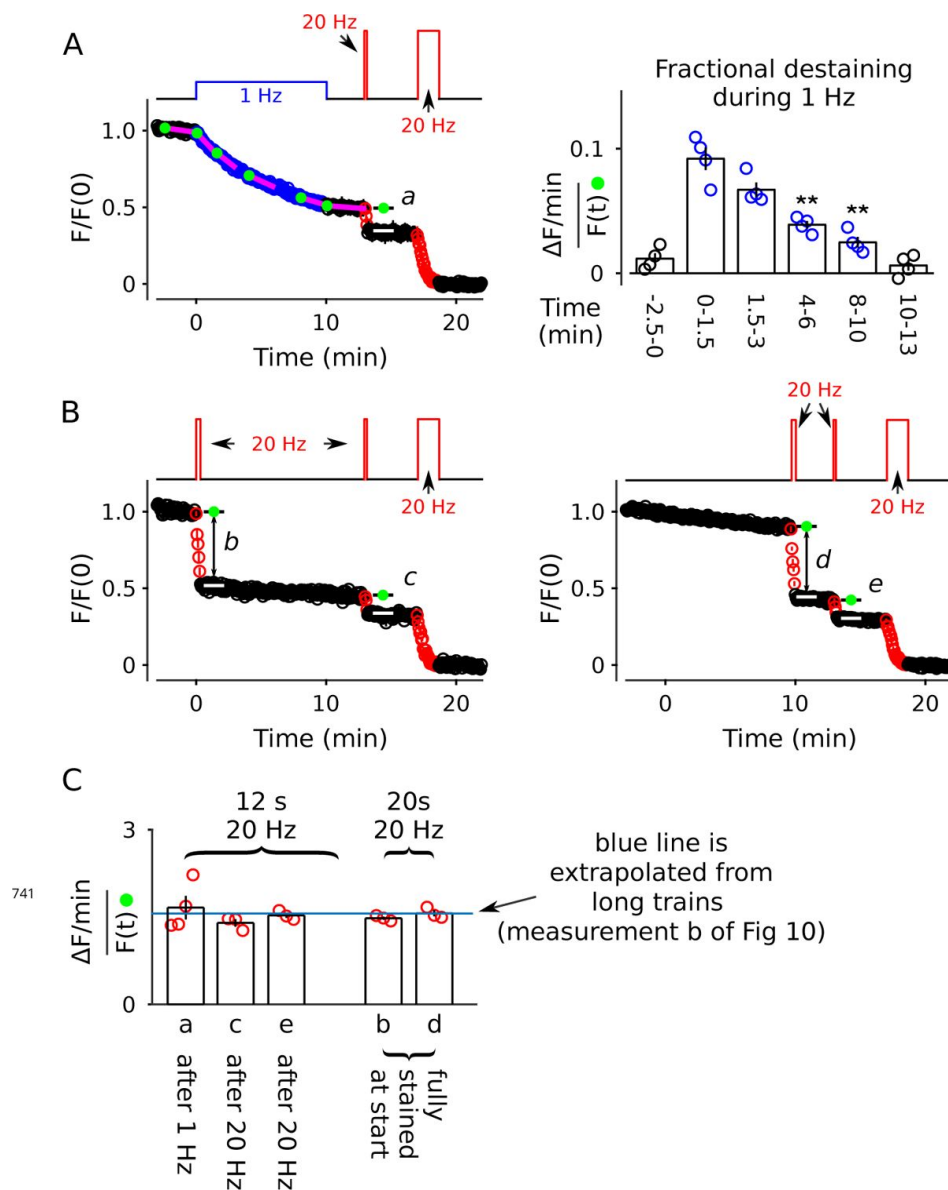 A
20 Hz
1 Hz
20 Hz
F/F(0)
1.0
0.5
0
a
0
10
20
Time (min)
Fractional destaining
during 1 Hz
ΔF/min
F(t)
0.1
0
**
**
Time
(min)
-2.5-0
0-1.5
1.5-3
4-6
8-10
10-13
B
20 Hz
20 Hz
F/F(0)
1.0
0.5
0
b
c
0
10
20
Time (min)
20 Hz
20 Hz
F/F(0)
1.0
0.5
0
d
e
0
10
20
Time (min)
C
12 s
20 Hz
20s
20 Hz
3
0
ΔF/min
F(t)
741
blue line is
extrapolated from
long trains
(measurement b of Fig 10)
a
c
e
b
d
after 1 Hz
after 20 Hz
after 20 Hz
fully
stained
at start